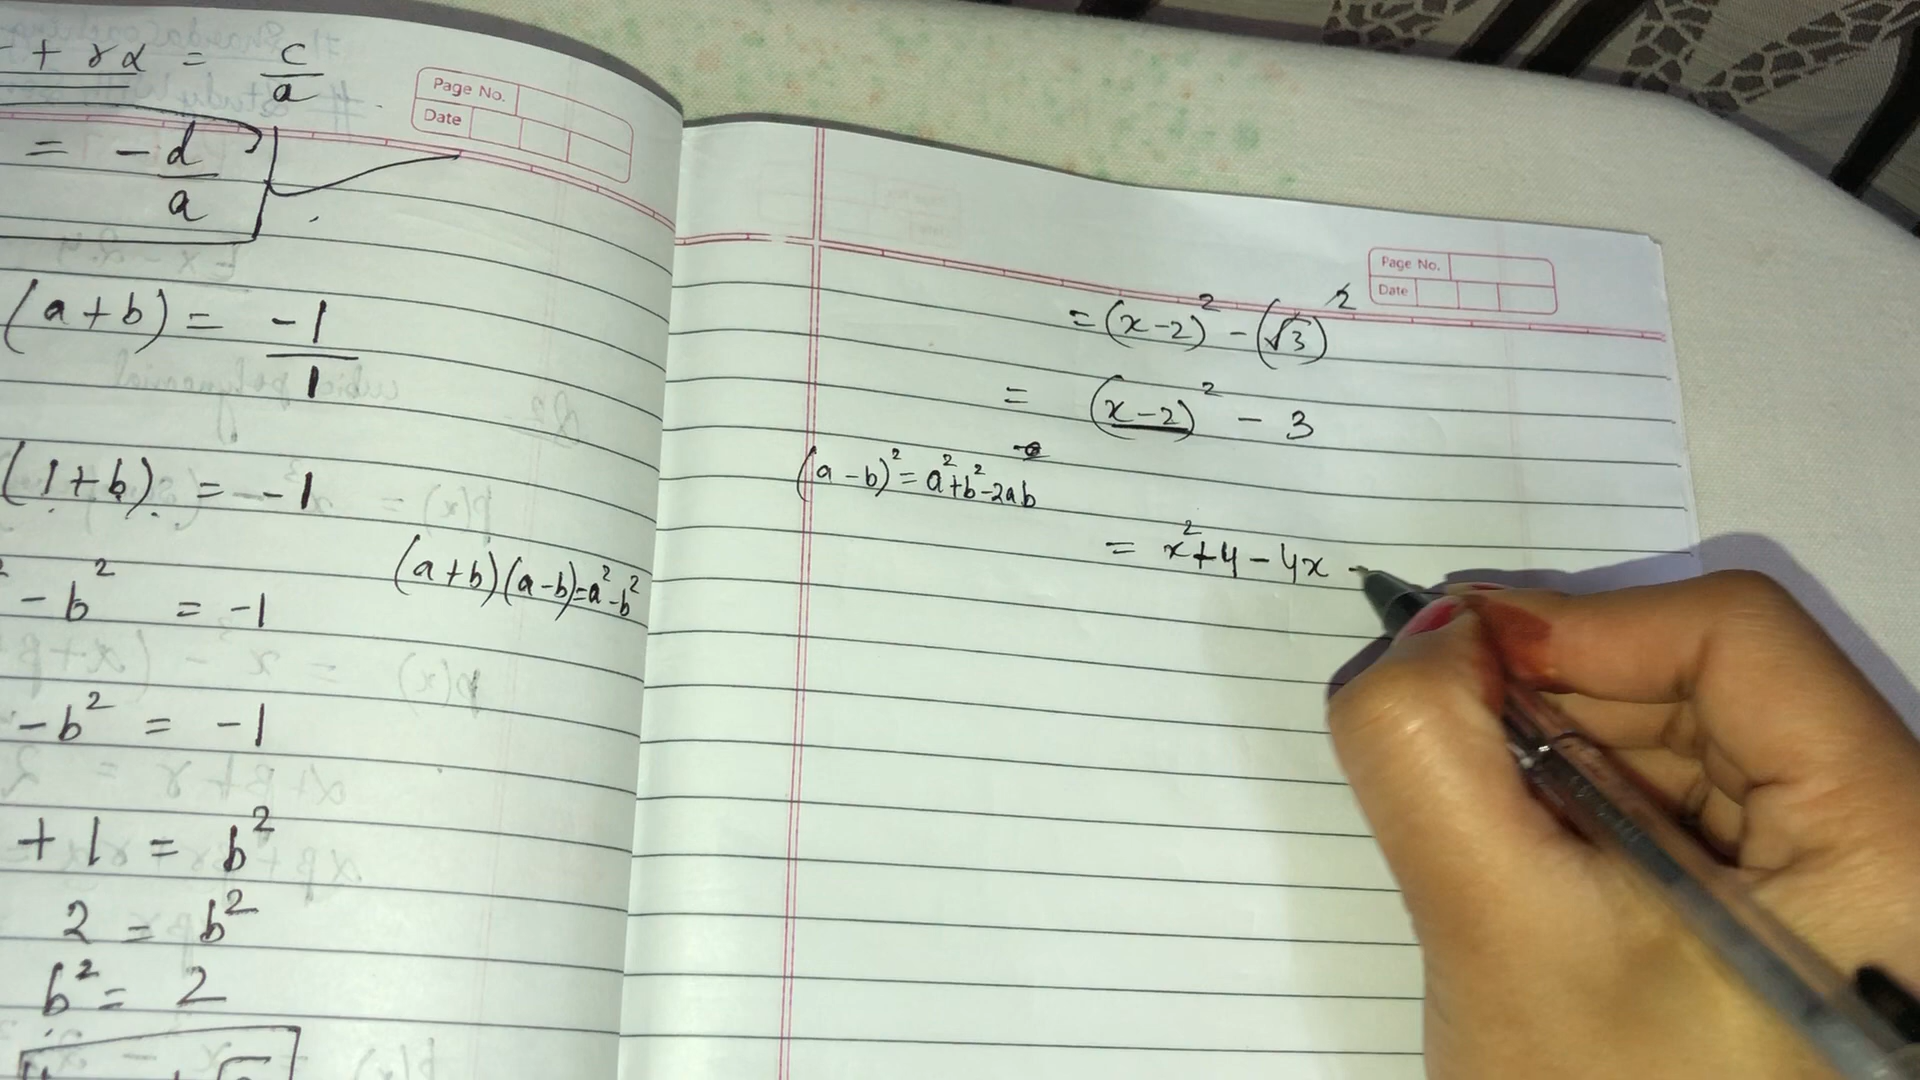 + γα = c/a
= -d/a
Page No.
Date
(a+b) = -1/1
(1+b) = -1
-b² = -1
(a+b)(a-b)=a²-b²
-b² = -1
+1 = b²
2 = b²
b² = 2
Page No.
Date
= (x-2)² - (√3)²
= (x-2)² - 3
(a-b)² = a²+b²-2ab
= x²+4-4x -